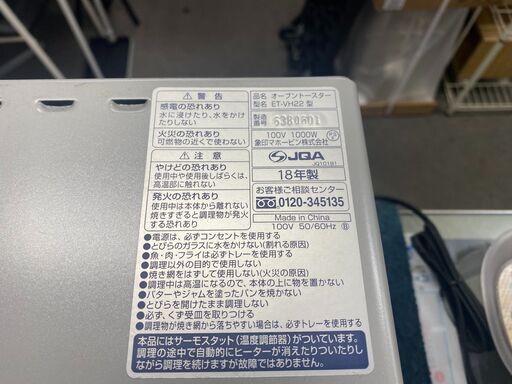 ⚠ 警告
感電の恐れあり
水に浸けたり、水をかけ
たりしない
火災の恐れあり
可燃物の近くで使わない
⚠ 注意
やけどの恐れあり
使用中や使用後しばらくは、
高温部に触れない
発火の恐れあり
使用中は本体から離れない
焼きすぎると調理物が発火
する恐れあり
品名 オーブントースター
型名 ET-VH22 型
製造番号
100V 1000W
象印マホービン株式会社
JQA
JQ10181
18年製
お客様ご相談センター
0120-345135
Made in China
100V 50/60Hz Ⓑ
●電源は、必ずコンセントを使用する
●とびらのガラスに水をかけない(割れる原因)
●魚・肉・フライは必ずトレーを使用する
●調理以外の目的で使用しない
●焼き網をはずして使用しない(火災の原因)
●調理中は高温になるので、本体の上に物を置かない
●バターやジャムを塗ったパンを焼かない
●とびらを開けたまま調理しない
●必ず、くず受皿を取りつける
●調理物が焼き網から落ちやすい場合は、必ずトレーを使用する
本品にはサーモスタット(温度調節器)がついています。
調理の途中で自動的にヒーターが消えたりついたりし
ながら調理を続けますが故障ではありません。